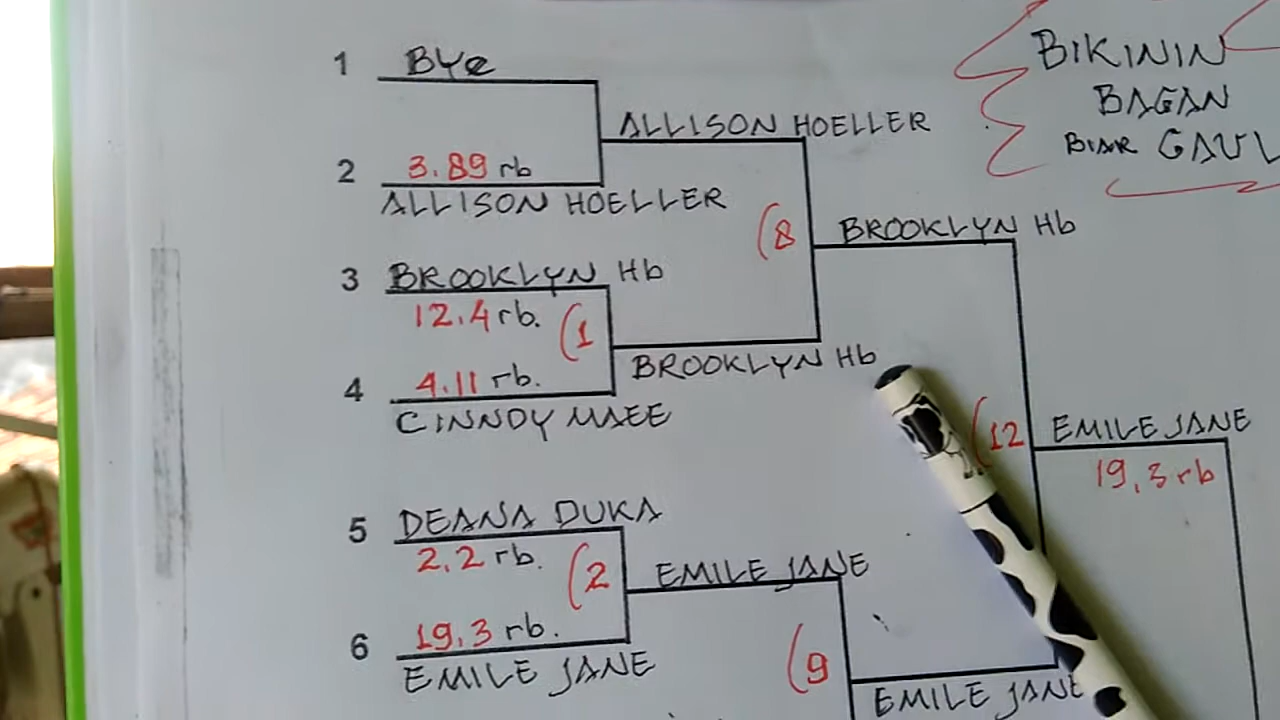 1 BYe
ALLISON HOELLER
2 3.89 rb
ALLISON HOELLER
(8
BROOKLYN Hb
3 BROOKLYN Hb
12.4 rb. (1
BROOKLYN Hb
4 4.11 rb.
CINNDY MAEE
(12
EMILE JANE
19,3 rb
5 DEANA DUKA
2,2 rb. (2
EMILE JANE
6 19,3 rb.
EMILE JANE
(9
EMILE JANE
BIKININ
BAGAN
BIAR GAUL